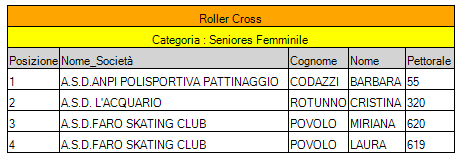 Roller Cross
Categoria : Seniores Femminile
Posizione Nome_Società Cognome Nome Pettorale
1 A.S.D.ANPI POLISPORTIVA PATTINAGGIO CODAZZI BARBARA 55
2 A.S.D. L'ACQUARIO ROTUNNO CRISTINA 320
3 A.S.D.FARO SKATING CLUB POVOLO MIRIANA 620
4 A.S.D.FARO SKATING CLUB POVOLO LAURA 619